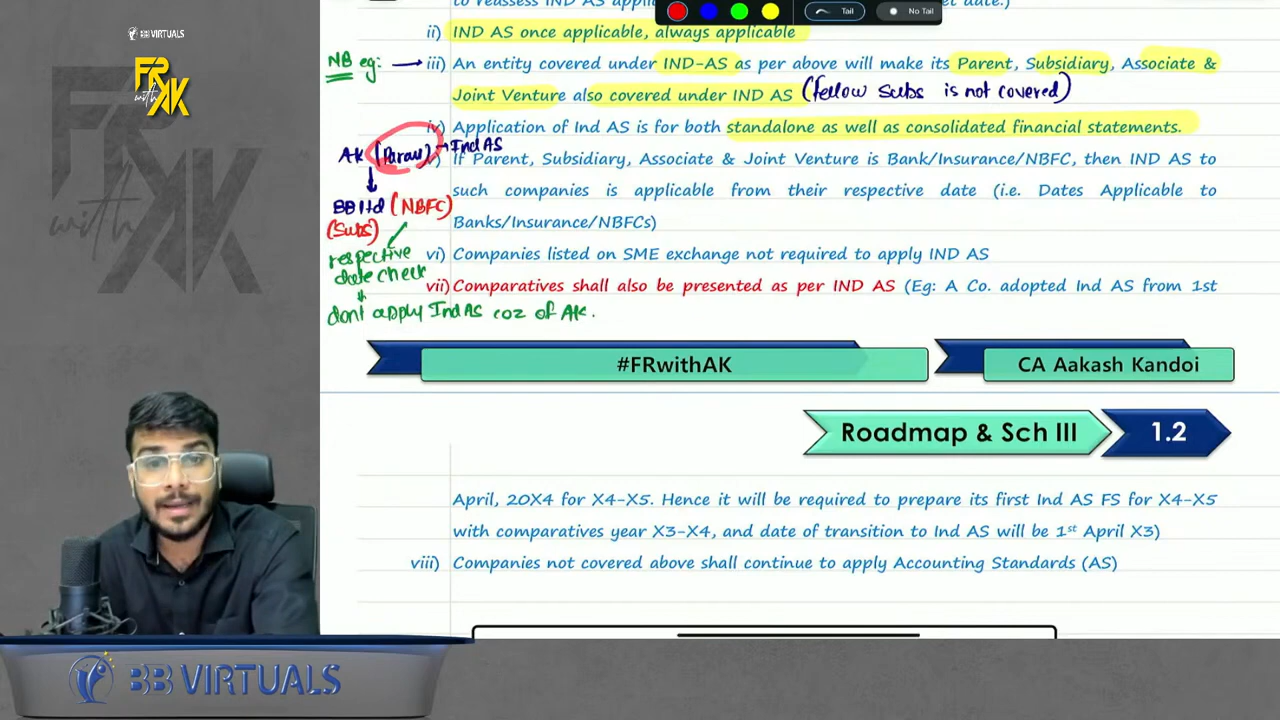 BB VIRTUALS
FR
with
AK
FR
with
AK
Tail
No Tail
to reassess IND AS
ii) IND AS once applicable, always applicable
NB eg: → iii) An entity covered under IND-AS as per above will make its Parent, Subsidiary, Associate &
Joint Venture also covered under IND AS (fellow Subs is not covered)
iv) Application of Ind AS is for both standalone as well as consolidated financial statements.
AK (Parent) → Ind AS
) If Parent, Subsidiary, Associate & Joint Venture is Bank/Insurance/NBFC, then IND AS to
such companies is applicable from their respective date (i.e. Dates Applicable to
Banks/Insurance/NBFCs)
BB ltd (NBFC)
(Subs)
respective
date check
dont apply Ind AS coz of AK.
vi) Companies listed on SME exchange not required to apply IND AS
vii) Comparatives shall also be presented as per IND AS (Eg: A Co. adopted Ind AS from 1st
#FRwithAK
CA Aakash Kandoi
Roadmap & Sch III
1.2
April, 20X4 for X4-X5. Hence it will be required to prepare its first Ind AS FS for X4-X5
with comparatives year X3-X4, and date of transition to Ind AS will be 1st April X3)
viii) Companies not covered above shall continue to apply Accounting Standards (AS)
BB VIRTUALS